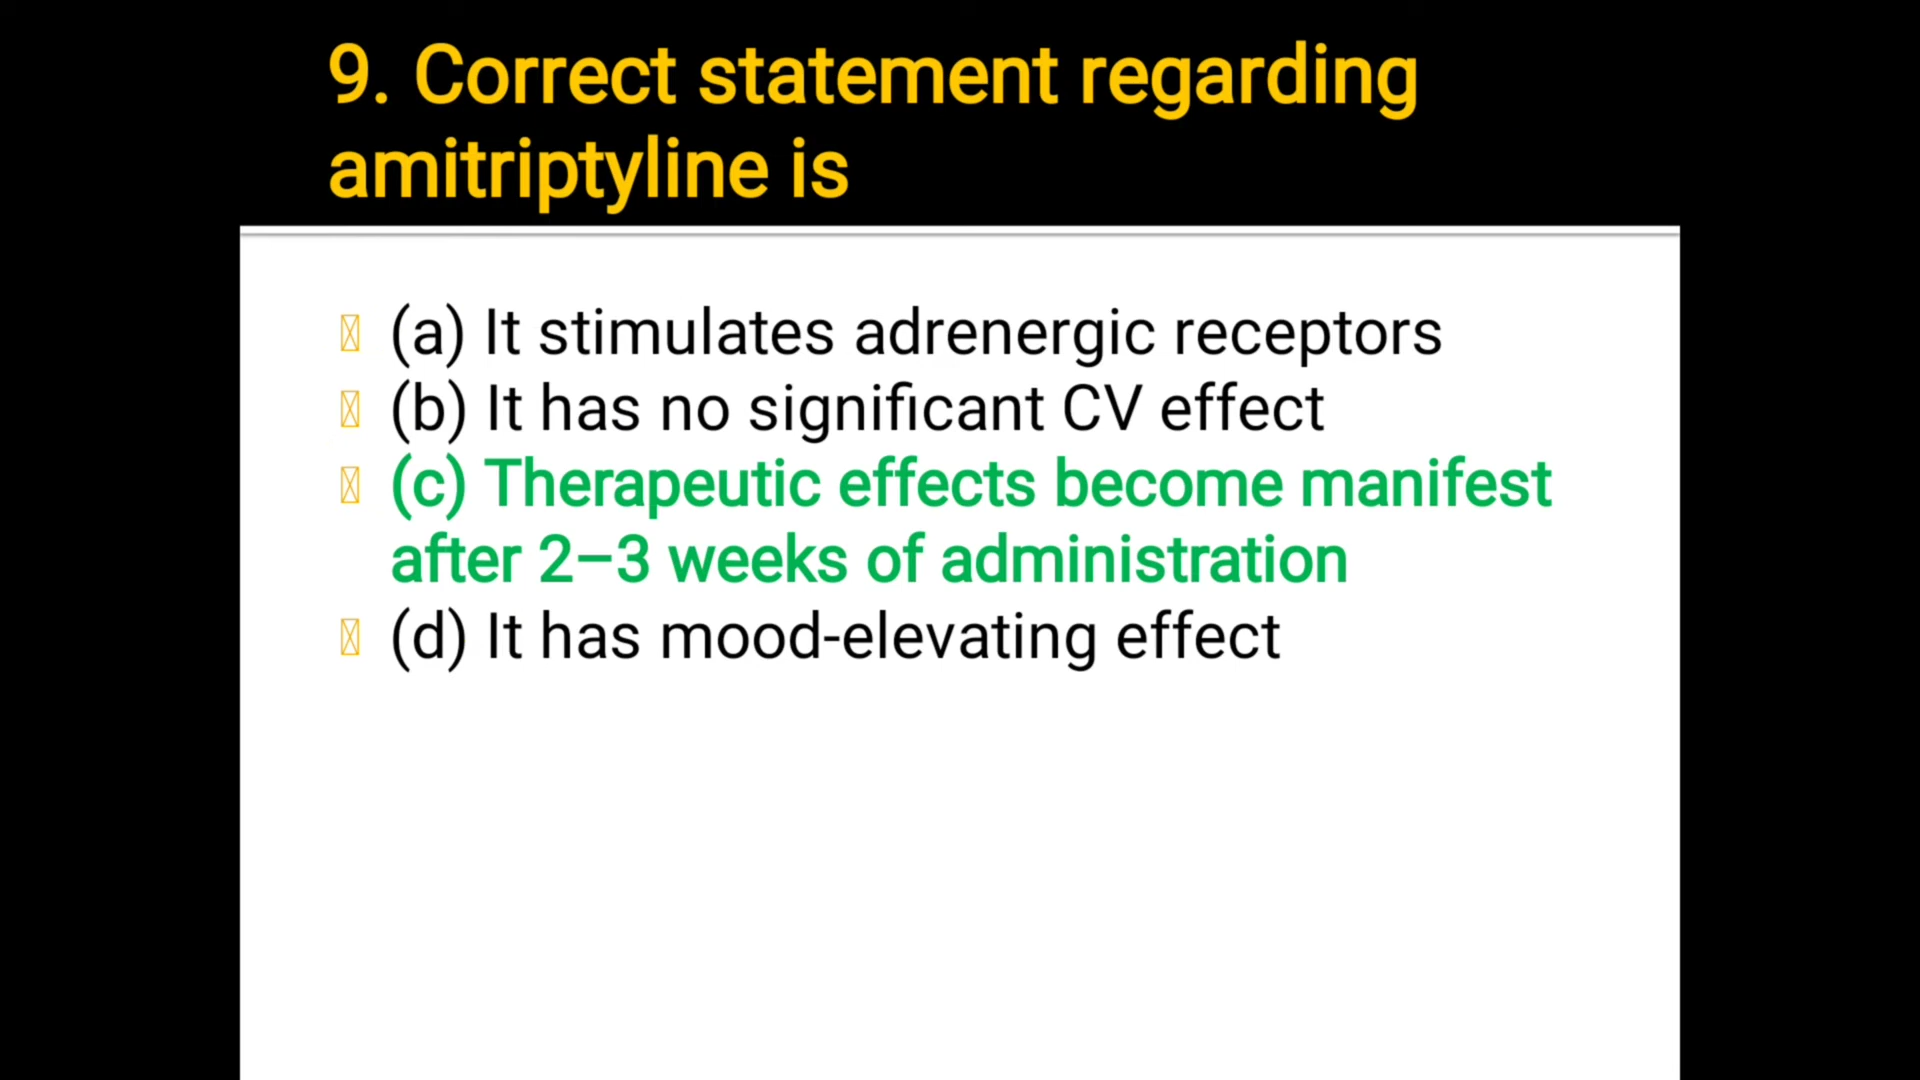 9. Correct statement regarding
amitriptyline is
(a) It stimulates adrenergic receptors
(b) It has no significant CV effect
(c) Therapeutic effects become manifest
after 2–3 weeks of administration
(d) It has mood-elevating effect